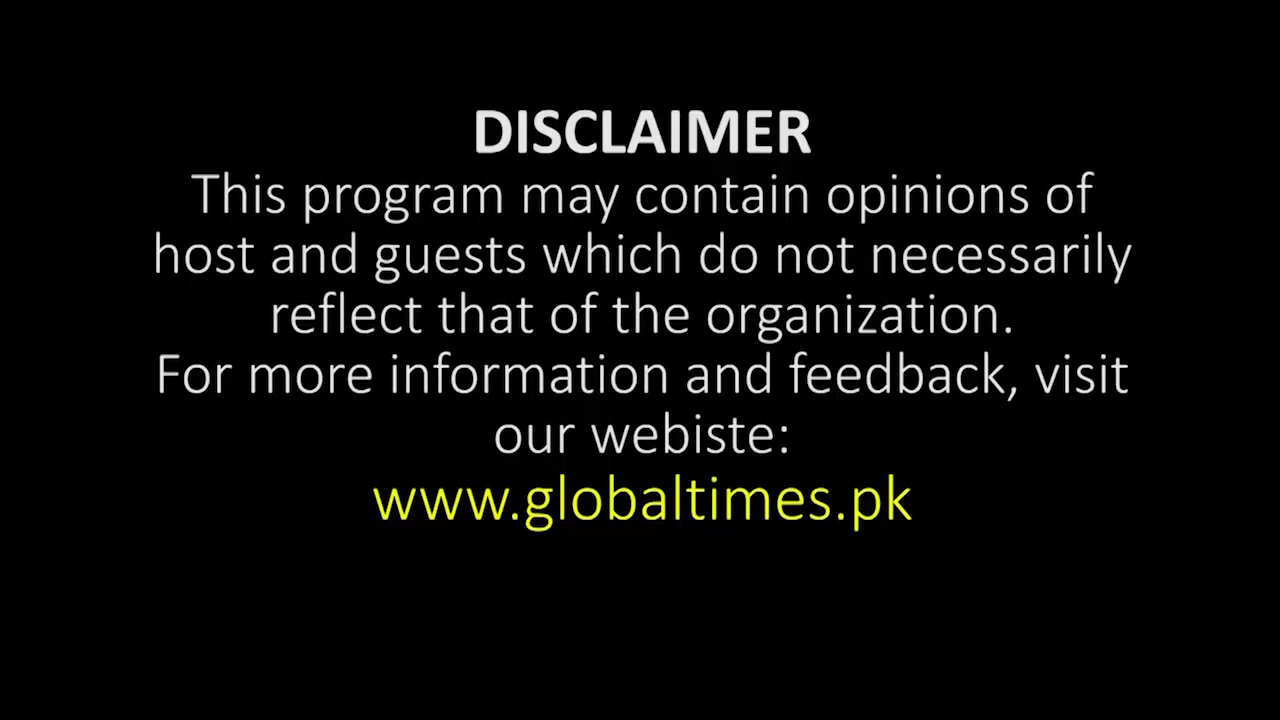 DISCLAIMER
This program may contain opinions of
host and guests which do not necessarily
reflect that of the organization.
For more information and feedback, visit
our webiste:
www.globaltimes.pk